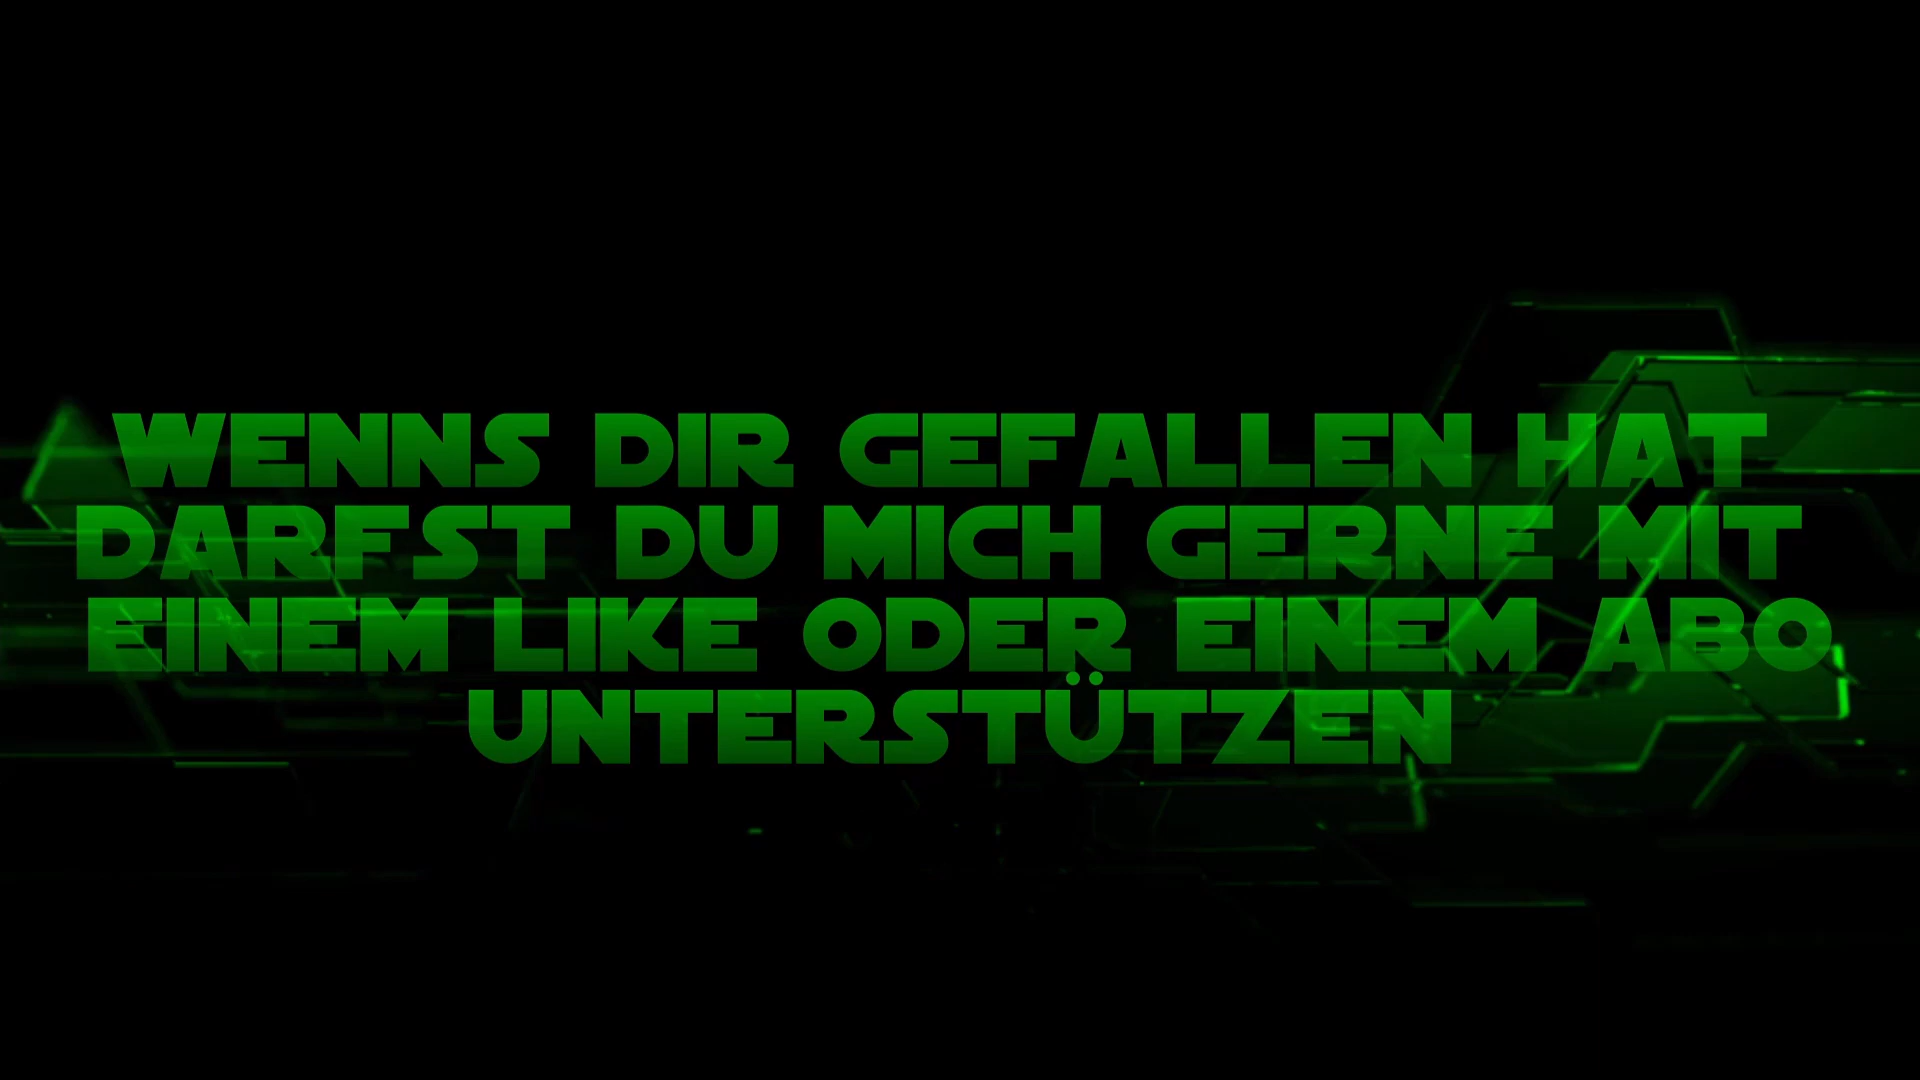 WENNS DIR GEFALLEN HAT
DARFST DU MICH GERNE MIT
EINEM LIKE ODER EINEM ABO
UNTERSTÜTZEN